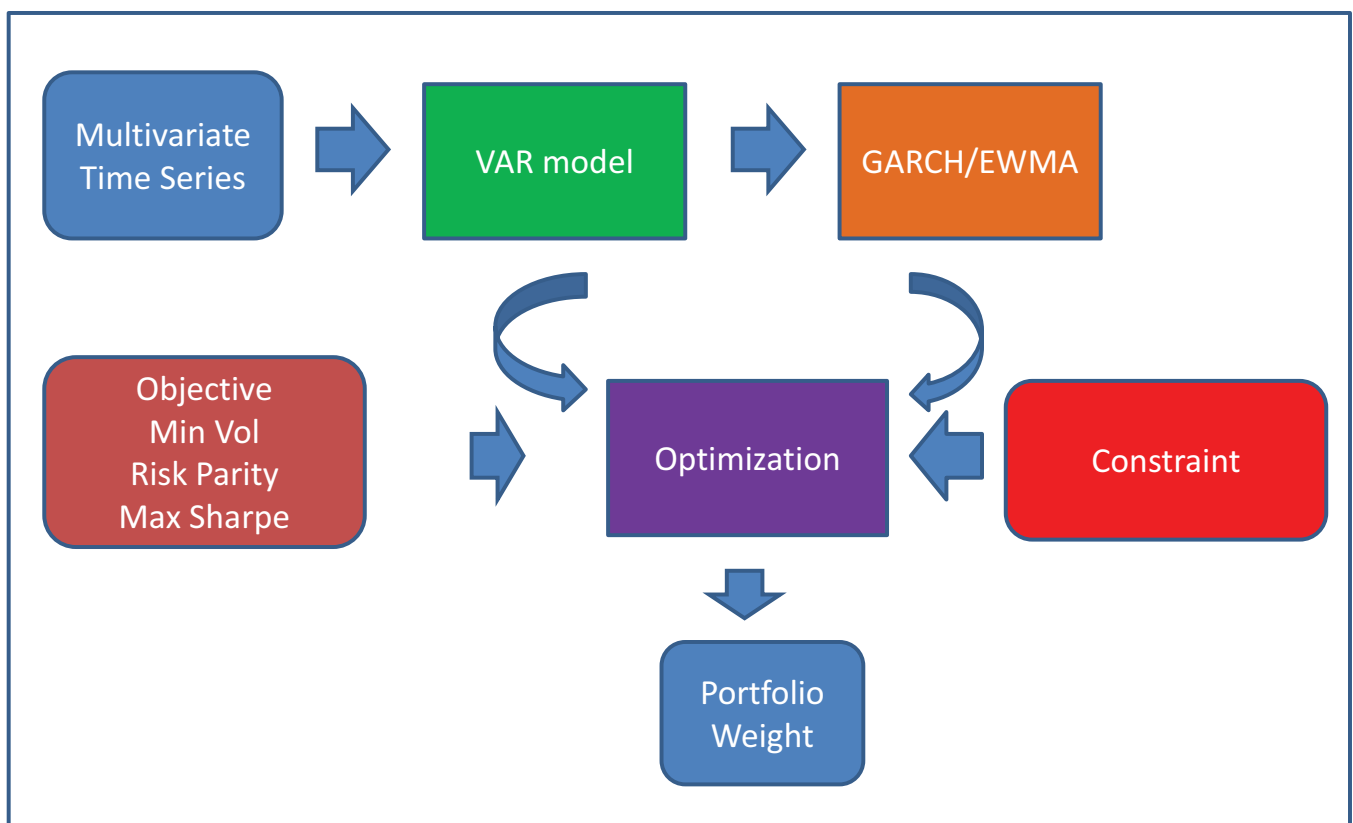 Multivariate
Time Series
VAR model
GARCH/EWMA
Objective
Min Vol
Risk Parity
Max Sharpe
Optimization
Constraint
Portfolio
Weight